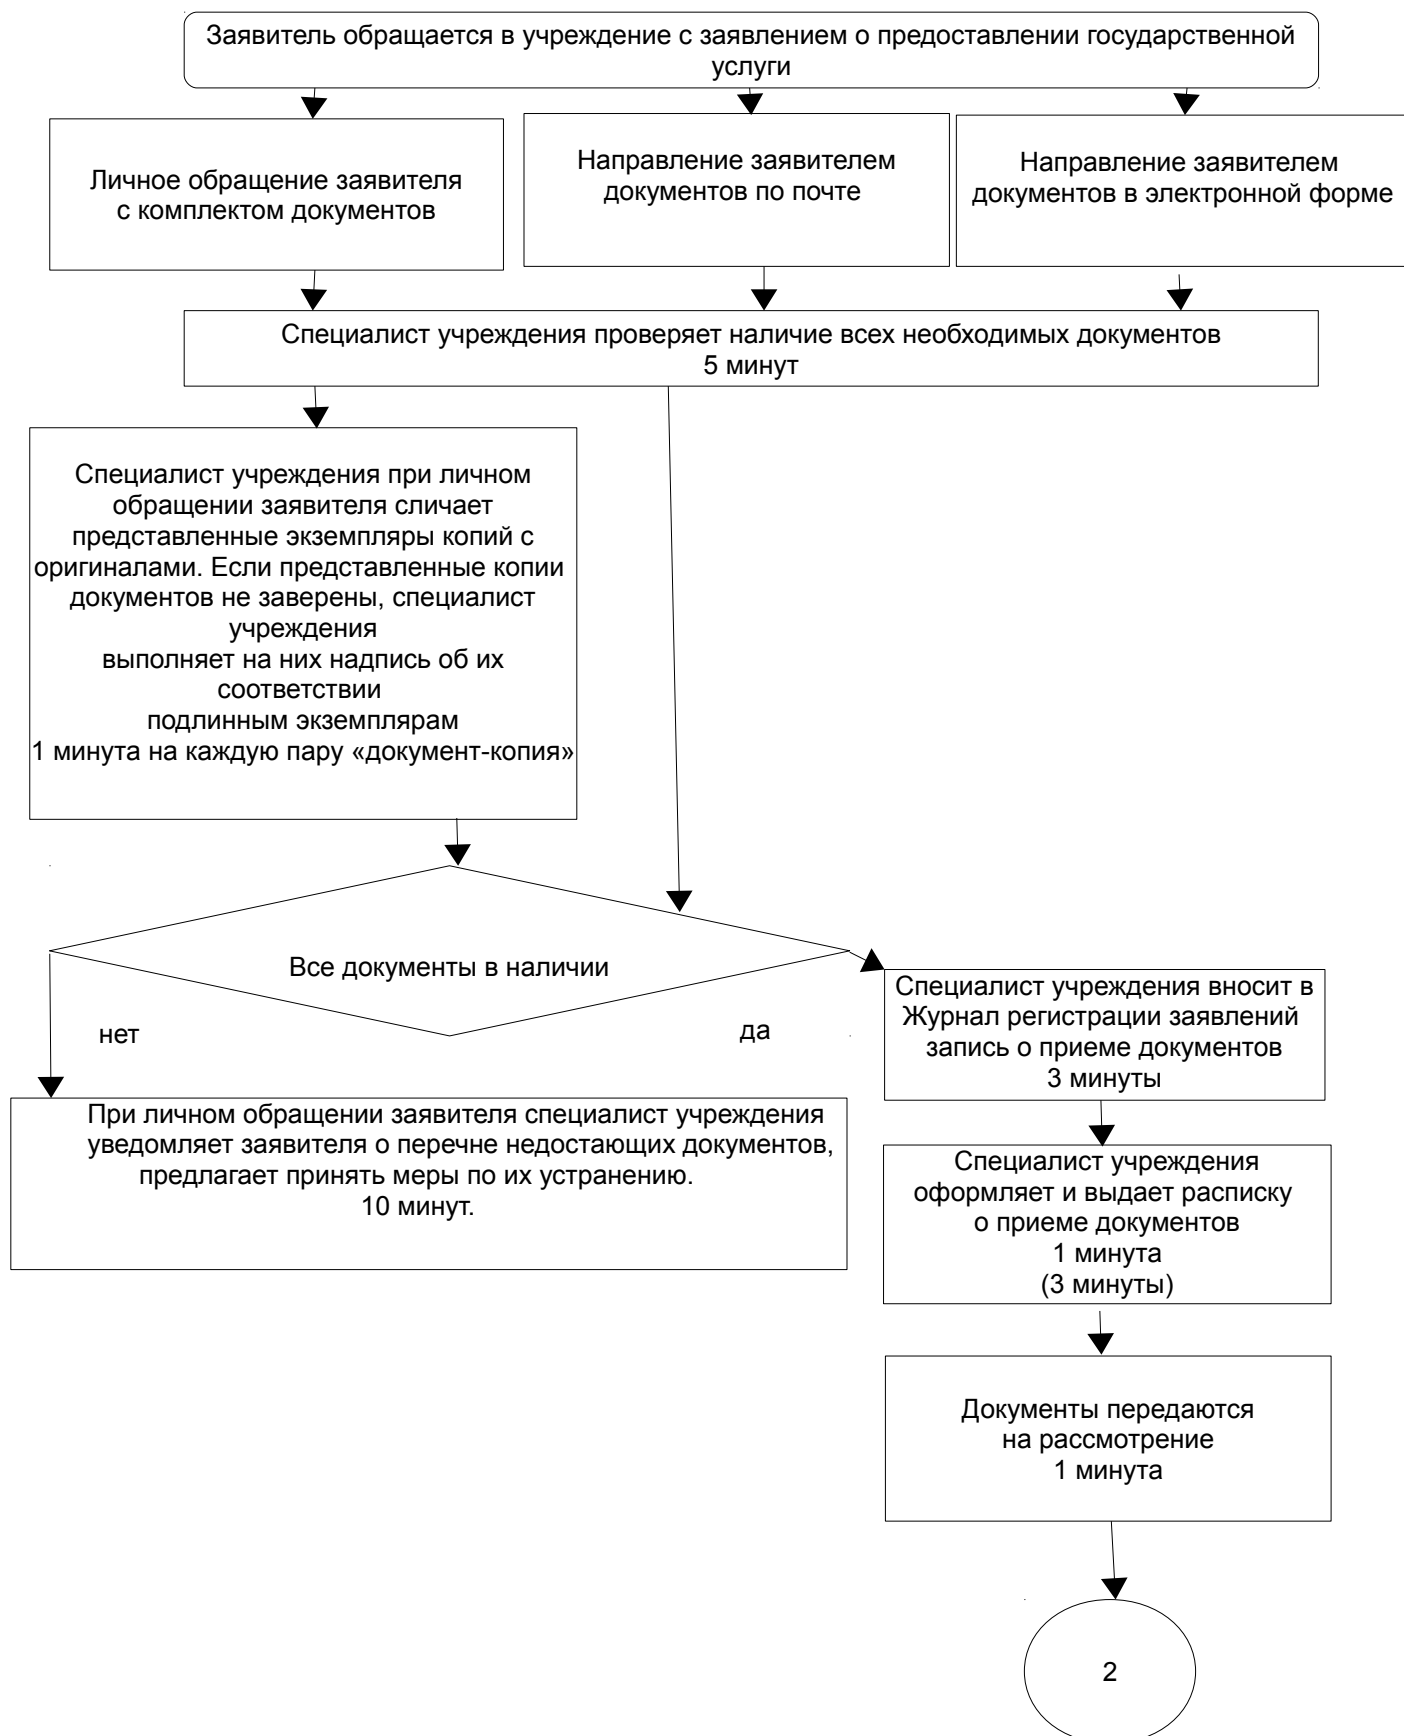 Заявитель обращается в учреждение с заявлением о предоставлении государственной
услуги
Личное обращение заявителя
с комплектом документов
Направление заявителем
документов по почте
Направление заявителем
документов в электронной форме
Специалист учреждения проверяет наличие всех необходимых документов
5 минут
Специалист учреждения при личном
обращении заявителя сличает
представленные экземпляры копий с
оригиналами. Если представленные копии
документов не заверены, специалист
учреждения
выполняет на них надпись об их
соответствии
подлинным экземплярам
1 минута на каждую пару «документ-копия»
Все документы в наличии
нет
да
При личном обращении заявителя специалист учреждения
уведомляет заявителя о перечне недостающих документов,
предлагает принять меры по их устранению.
10 минут.
Специалист учреждения вносит в
Журнал регистрации заявлений
запись о приеме документов
3 минуты
Специалист учреждения
оформляет и выдает расписку
о приеме документов
1 минута
(3 минуты)
Документы передаются
на рассмотрение
1 минута
2